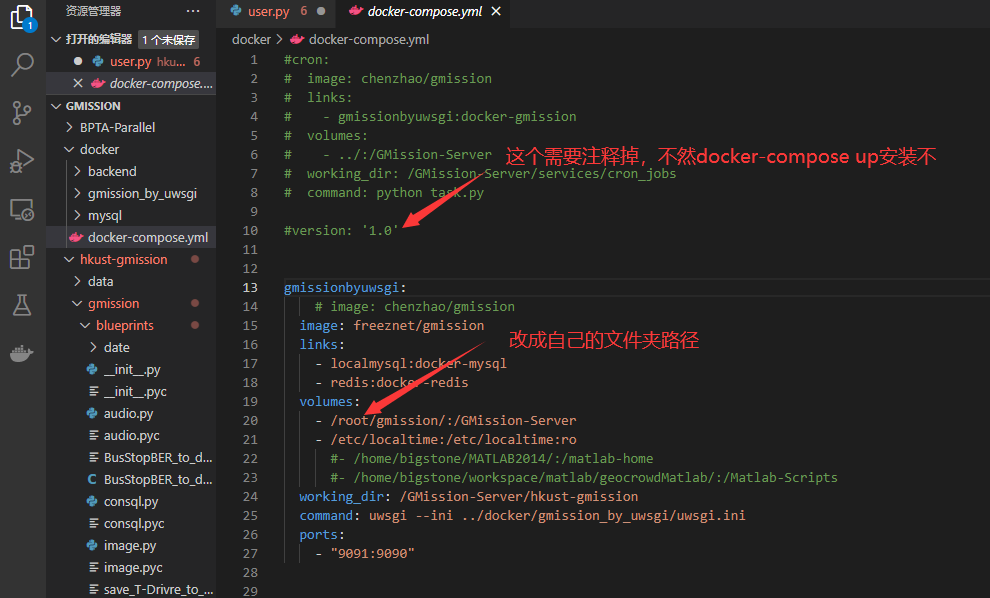 资源管理器 ···
打开的编辑器 1 个未保存
user.py hku... 6
docker-compose....
GMISSION
BPTA-Parallel
docker
backend
gmission_by_uwsgi
mysql
docker-compose.yml
hkust-gmission
data
gmission
blueprints
date
__init__.py
__init__.pyc
audio.py
audio.pyc
BusStopBER_to_d...
C BusStopBER_to_d...
consql.py
consql.pyc
image.py
image.pyc
save_T-Drivre_to_...
1
user.py 6
docker-compose.yml
docker > docker-compose.yml
1 #cron:
2 #  image: chenzhao/gmission
3 #  links:
4 #    - gmissionbyuwsgi:docker-gmission
5 #  volumes:
6 #    - ../:/GMission-Server
这个需要注释掉，不然docker-compose up安装不
7 #  working_dir: /GMission-Server/services/cron_jobs
8 #  command: python task.py
9
10 #version: '1.0'
11
12
13 gmissionbyuwsgi:
14     # image: chenzhao/gmission
15   image: freeznet/gmission
16   links:
改成自己的文件夹路径
17     - localmysql:docker-mysql
18     - redis:docker-redis
19   volumes:
20     - /root/gmission/:/GMission-Server
21     - /etc/localtime:/etc/localtime:ro
22       #- /home/bigstone/MATLAB2014/:/matlab-home
23       #- /home/bigstone/workspace/matlab/geocrowdMatlab/:/Matlab-Scripts
24   working_dir: /GMission-Server/hkust-gmission
25   command: uwsgi --ini ../docker/gmission_by_uwsgi/uwsgi.ini
26   ports:
27     - "9091:9090"
28
29